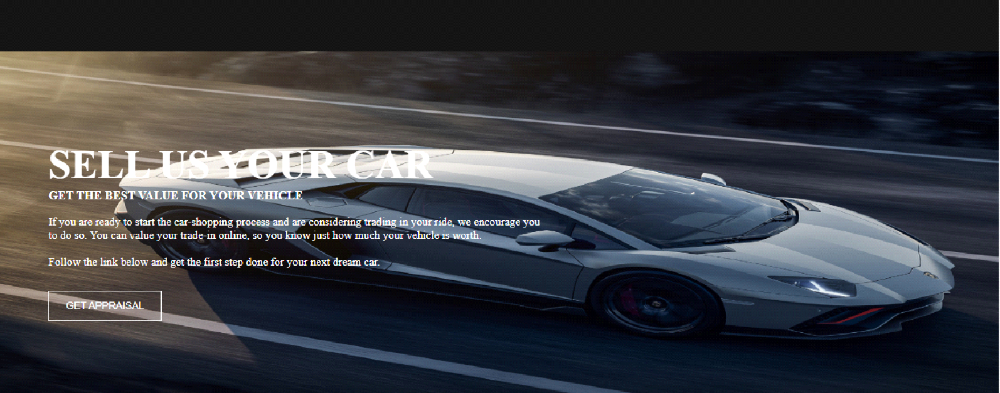 SELL US YOUR CAR
GET THE BEST VALUE FOR YOUR VEHICLE
If you are ready to start the car-shopping process and are considering trading in your ride, we encourage you
to do so. You can value your trade-in online, so you know just how much your vehicle is worth.
Follow the link below and get the first step done for your next dream car.
GET APPRAISAL